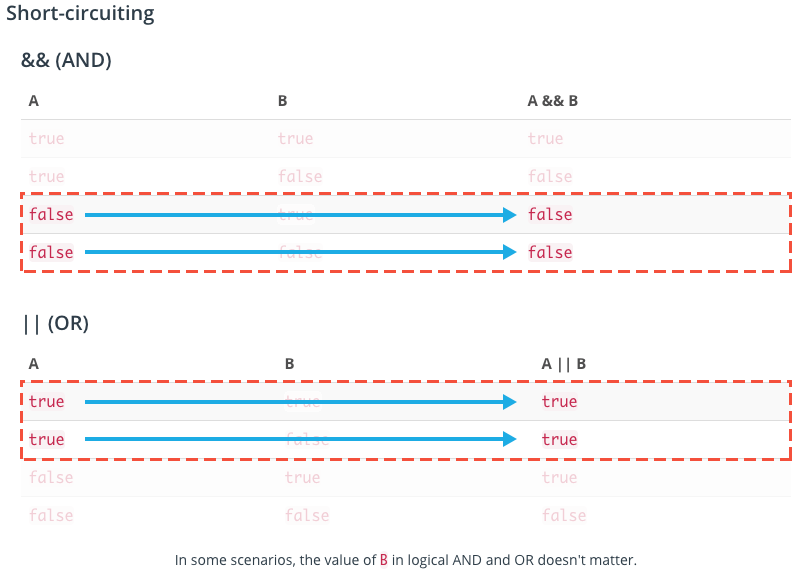 Short-circuiting
&& (AND)
A B A && B
true true true
true false false
false true false
false false false
|| (OR)
A B A || B
true true true
true false true
false true true
false false false
In some scenarios, the value of B in logical AND and OR doesn't matter.